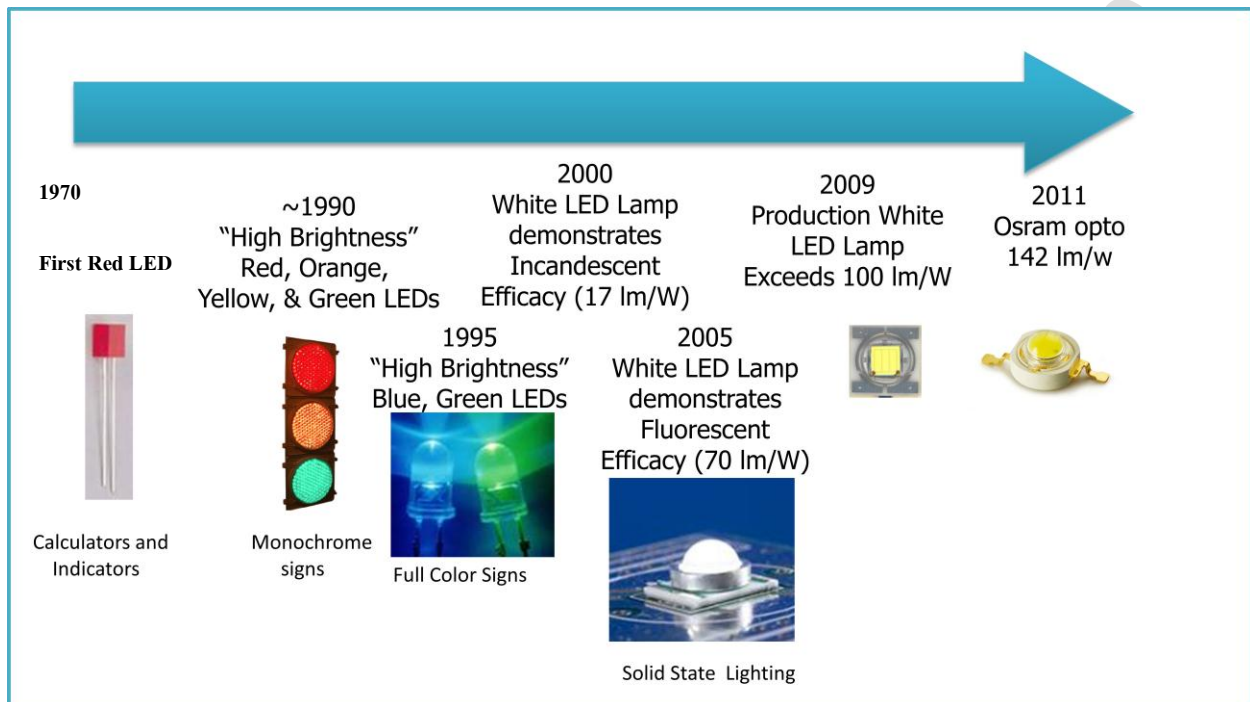 1970
First Red LED
Calculators and
Indicators
~1990
“High Brightness”
Red, Orange,
Yellow, & Green LEDs
Monochrome
signs
1995
“High Brightness”
Blue, Green LEDs
Full Color Signs
2000
White LED Lamp
demonstrates
Incandescent
Efficacy (17 lm/W)
2005
White LED Lamp
demonstrates
Fluorescent
Efficacy (70 lm/W)
Solid State Lighting
2009
Production White
LED Lamp
Exceeds 100 lm/W
2011
Osram opto
142 lm/w